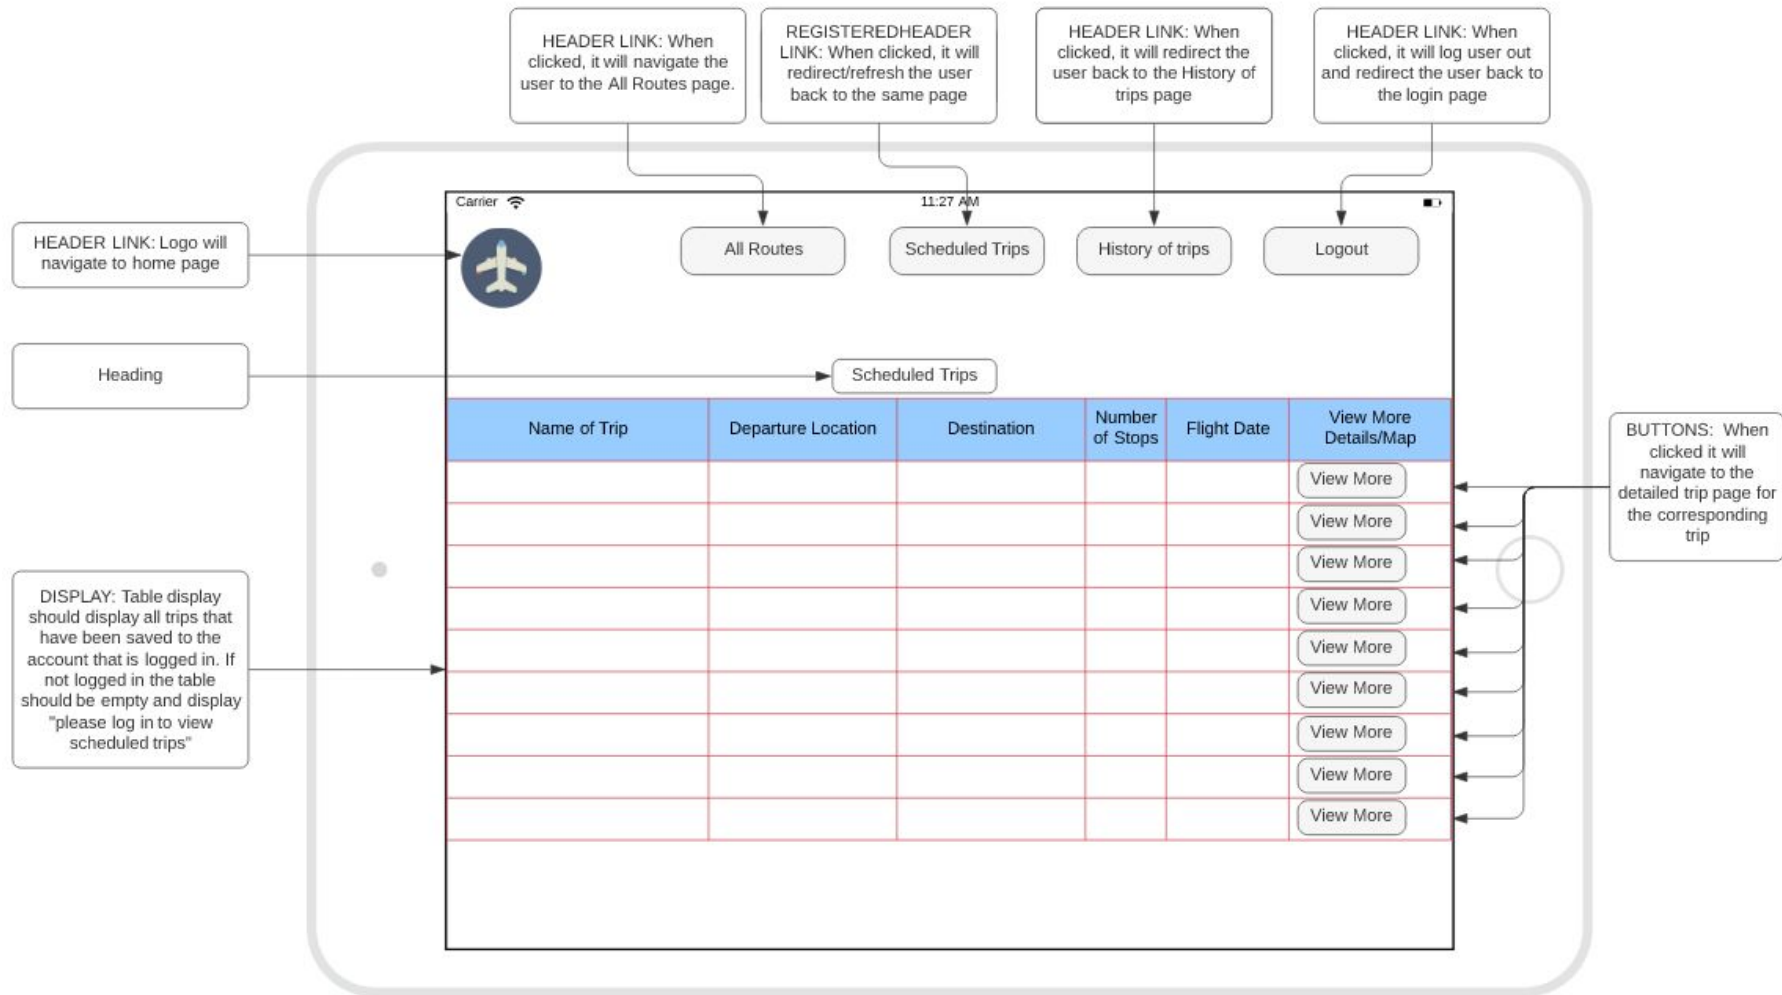 HEADER LINK: When
clicked, it will navigate the
user to the All Routes page.
REGISTEREDHEADER
LINK: When clicked, it will
redirect/refresh the user
back to the same page
HEADER LINK: When
clicked, it will redirect the
user back to the History of
trips page
HEADER LINK: When
clicked, it will log user out
and redirect the user back to
the login page
Carrier
11:27 AM
HEADER LINK: Logo will
navigate to home page
All Routes
Scheduled Trips
History of trips
Logout
Heading
Scheduled Trips
Name of Trip
Departure Location
Destination
Number
of Stops
Flight Date
View More
Details/Map
View More
View More
View More
View More
View More
View More
View More
View More
View More
BUTTONS: When
clicked it will
navigate to the
detailed trip page for
the corresponding
trip
DISPLAY: Table display
should display all trips that
have been saved to the
account that is logged in. If
not logged in the table
should be empty and display
"please log in to view
scheduled trips"